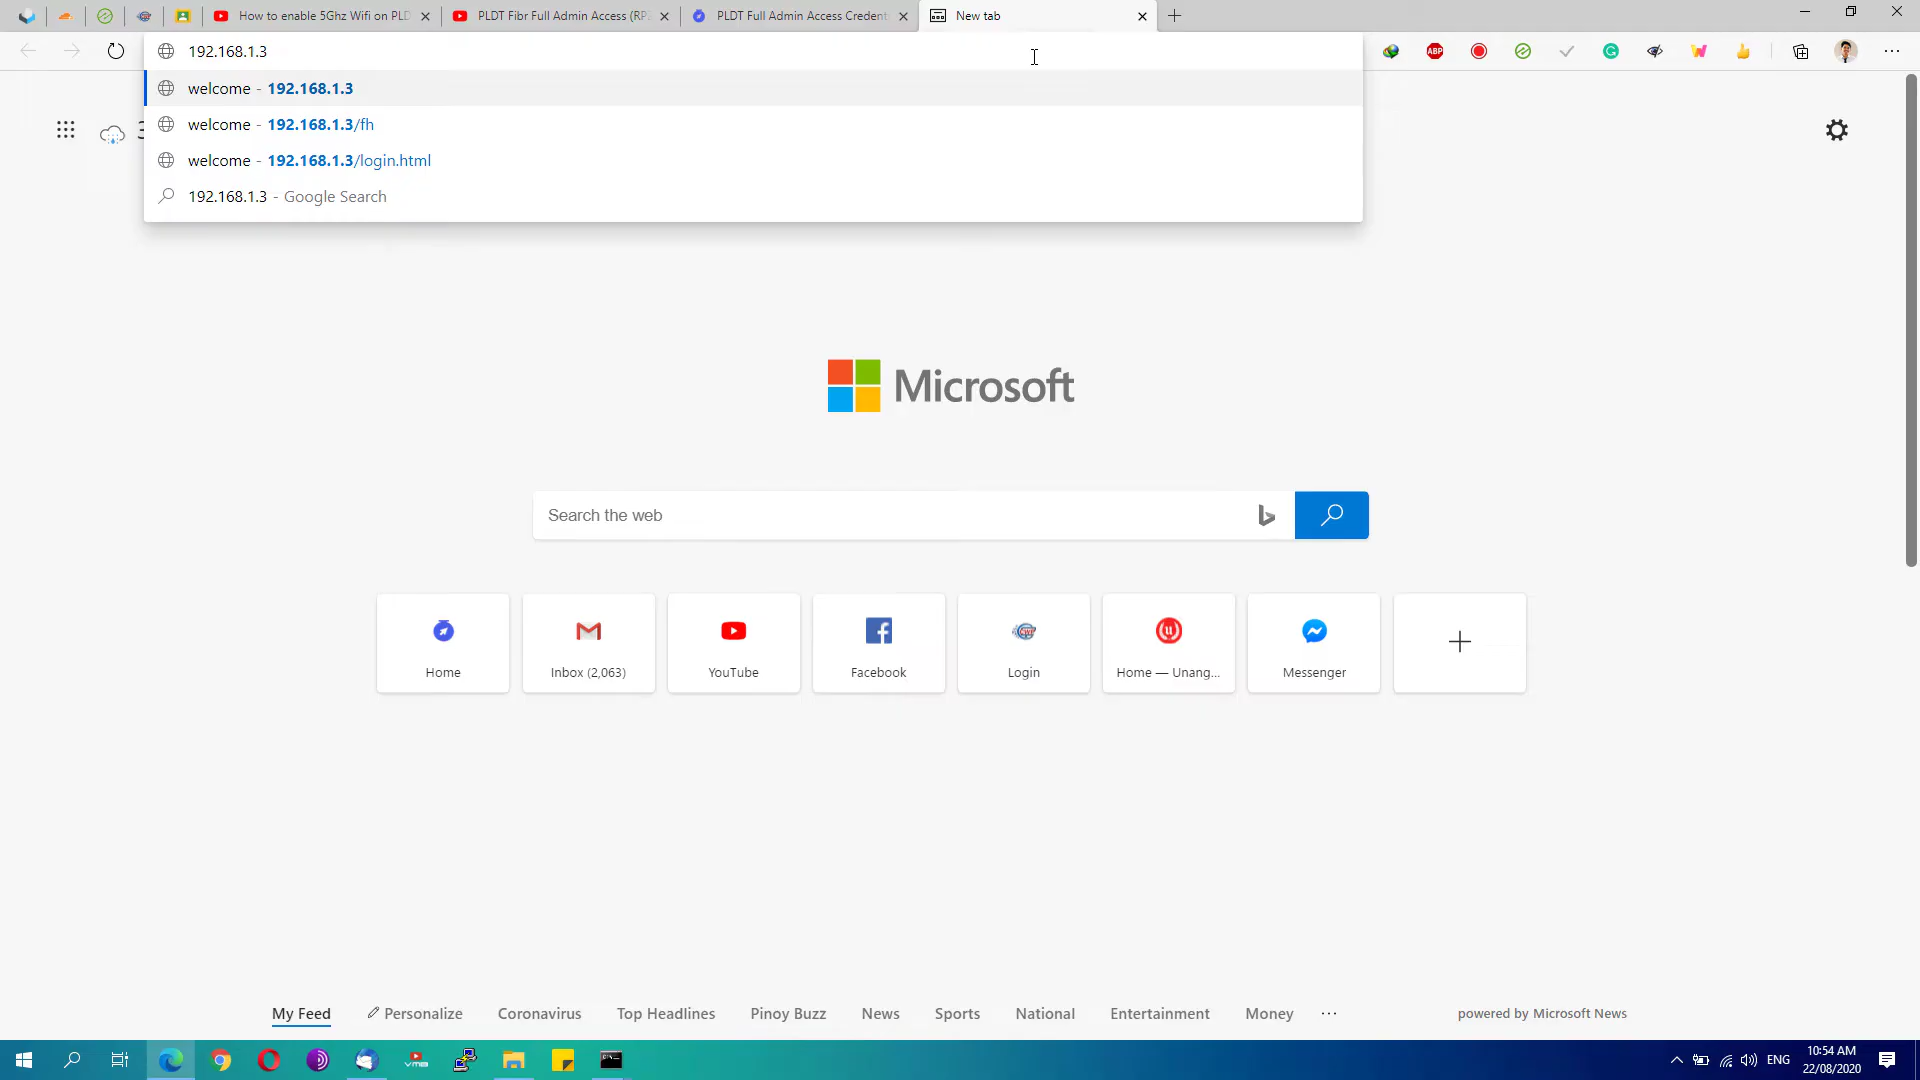 How to enable 5Ghz Wifi on PLD
PLDT Fibr Full Admin Access (RP2
PLDT Full Admin Access Credent
New tab
192.168.1.3
ABP
welcome - 192.168.1.3
welcome - 192.168.1.3/fh
welcome - 192.168.1.3/login.html
192.168.1.3 - Google Search
Microsoft
Search the web
Home
Inbox (2,063)
YouTube
Facebook
Login
Home — Unang...
Messenger
My Feed
Personalize
Coronavirus
Top Headlines
Pinoy Buzz
News
Sports
National
Entertainment
Money
powered by Microsoft News
ENG
10:54 AM
22/08/2020